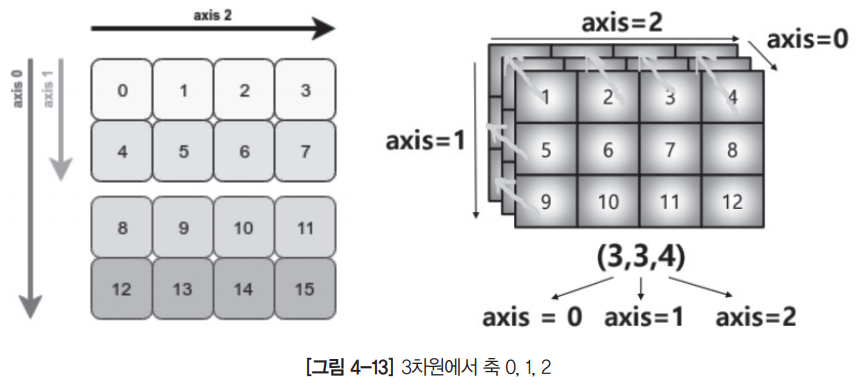 axis 2
axis 0
axis 1
0 1 2 3
4 5 6 7
8 9 10 11
12 13 14 15
axis=2
axis=0
axis=1
1 2 3 4
5 6 7 8
9 10 11 12
(3,3,4)
axis = 0 axis=1 axis=2
[그림 4-13] 3차원에서 축 0, 1, 2